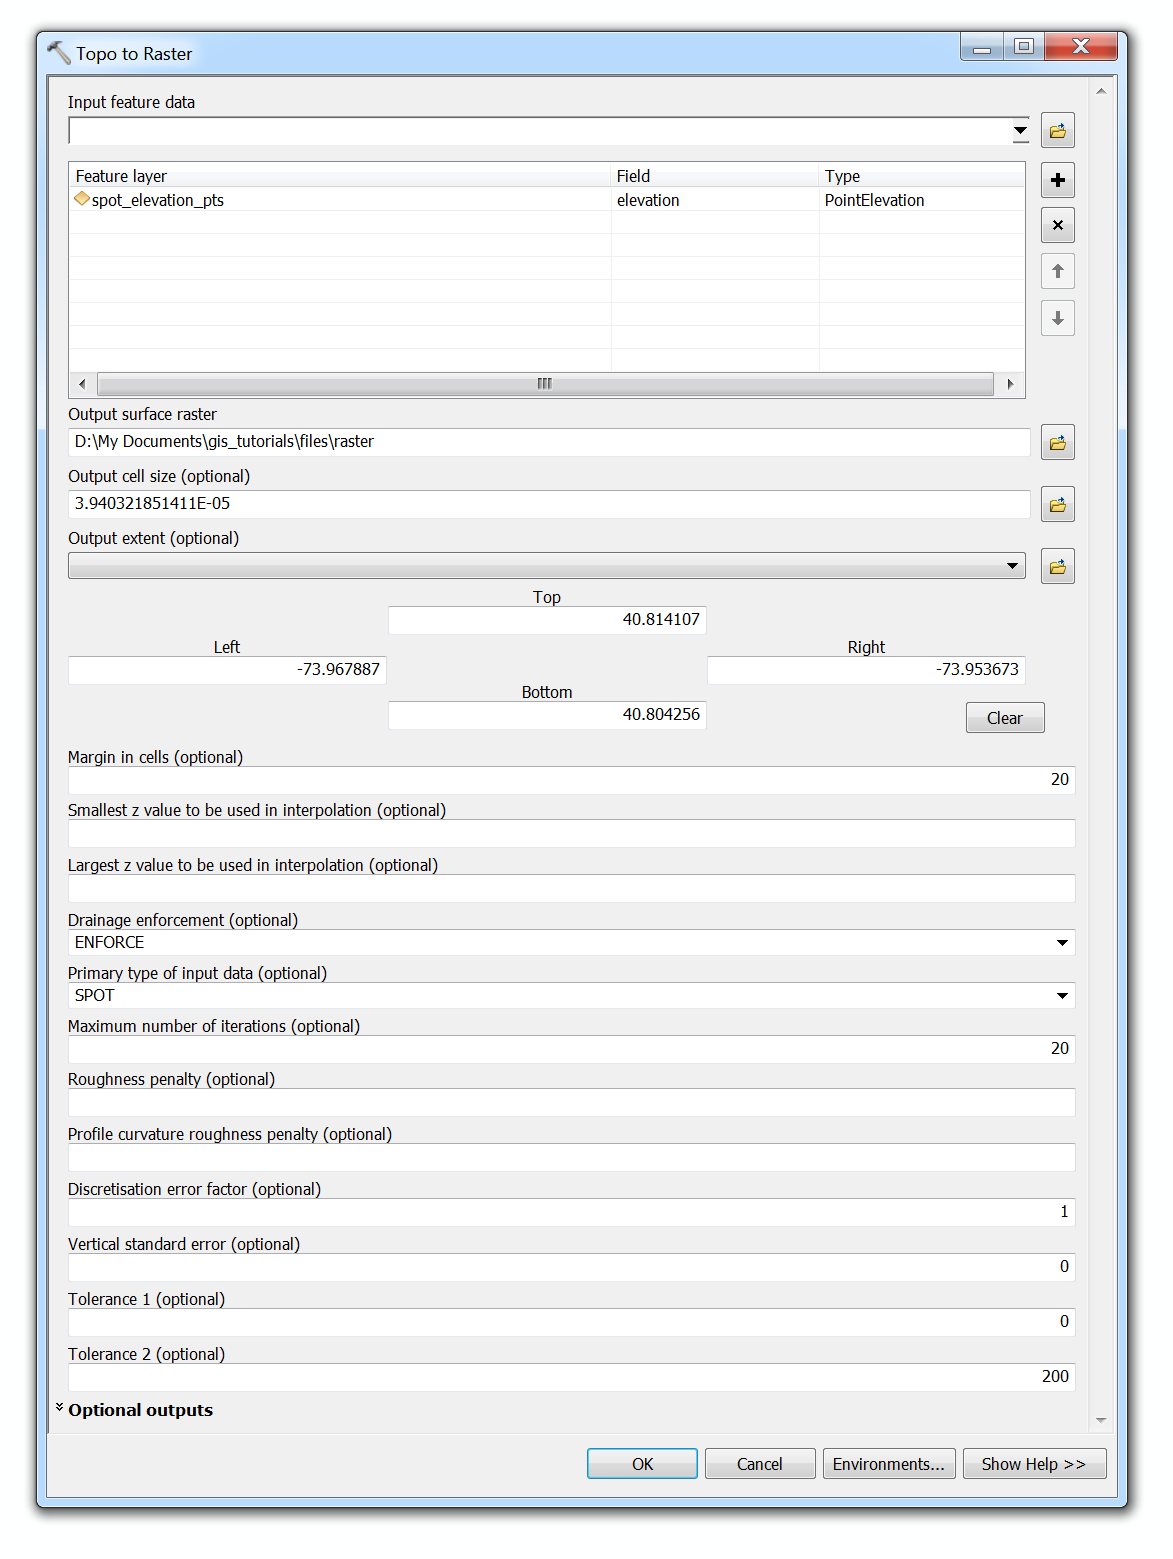 Topo to Raster
Input feature data
Feature layer Field Type
spot_elevation_pts elevation PointElevation
Output surface raster
D:\My Documents\gis_tutorials\files\raster
Output cell size (optional)
3.940321851411E-05
Output extent (optional)
Top
40.814107
Left Right
-73.967887 -73.953673
Bottom
40.804256
Clear
Margin in cells (optional)
20
Smallest z value to be used in interpolation (optional)
Largest z value to be used in interpolation (optional)
Drainage enforcement (optional)
ENFORCE
Primary type of input data (optional)
SPOT
Maximum number of iterations (optional)
20
Roughness penalty (optional)
Profile curvature roughness penalty (optional)
Discretisation error factor (optional)
1
Vertical standard error (optional)
0
Tolerance 1 (optional)
0
Tolerance 2 (optional)
200
Optional outputs
OK Cancel Environments... Show Help >>